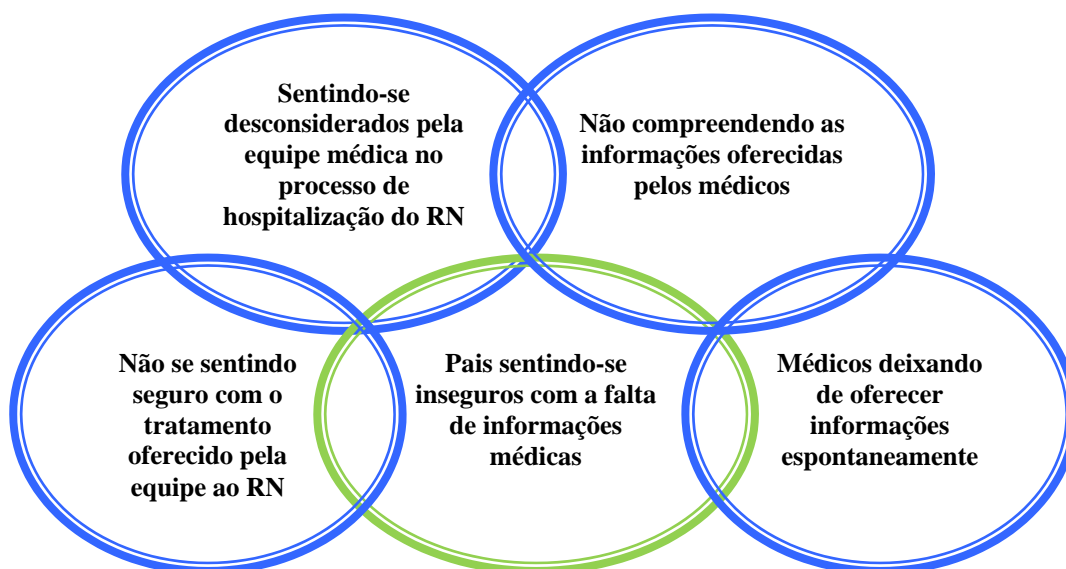 Sentindo-se
desconsiderados pela
equipe médica no
processo de
hospitalização do RN
Não compreendendo as
informações oferecidas
pelos médicos
Não se sentindo
seguro com o
tratamento
oferecido pela
equipe ao RN
Pais sentindo-se
inseguros com a falta
de informações
médicas
Médicos deixando
de oferecer
informações
espontaneamente